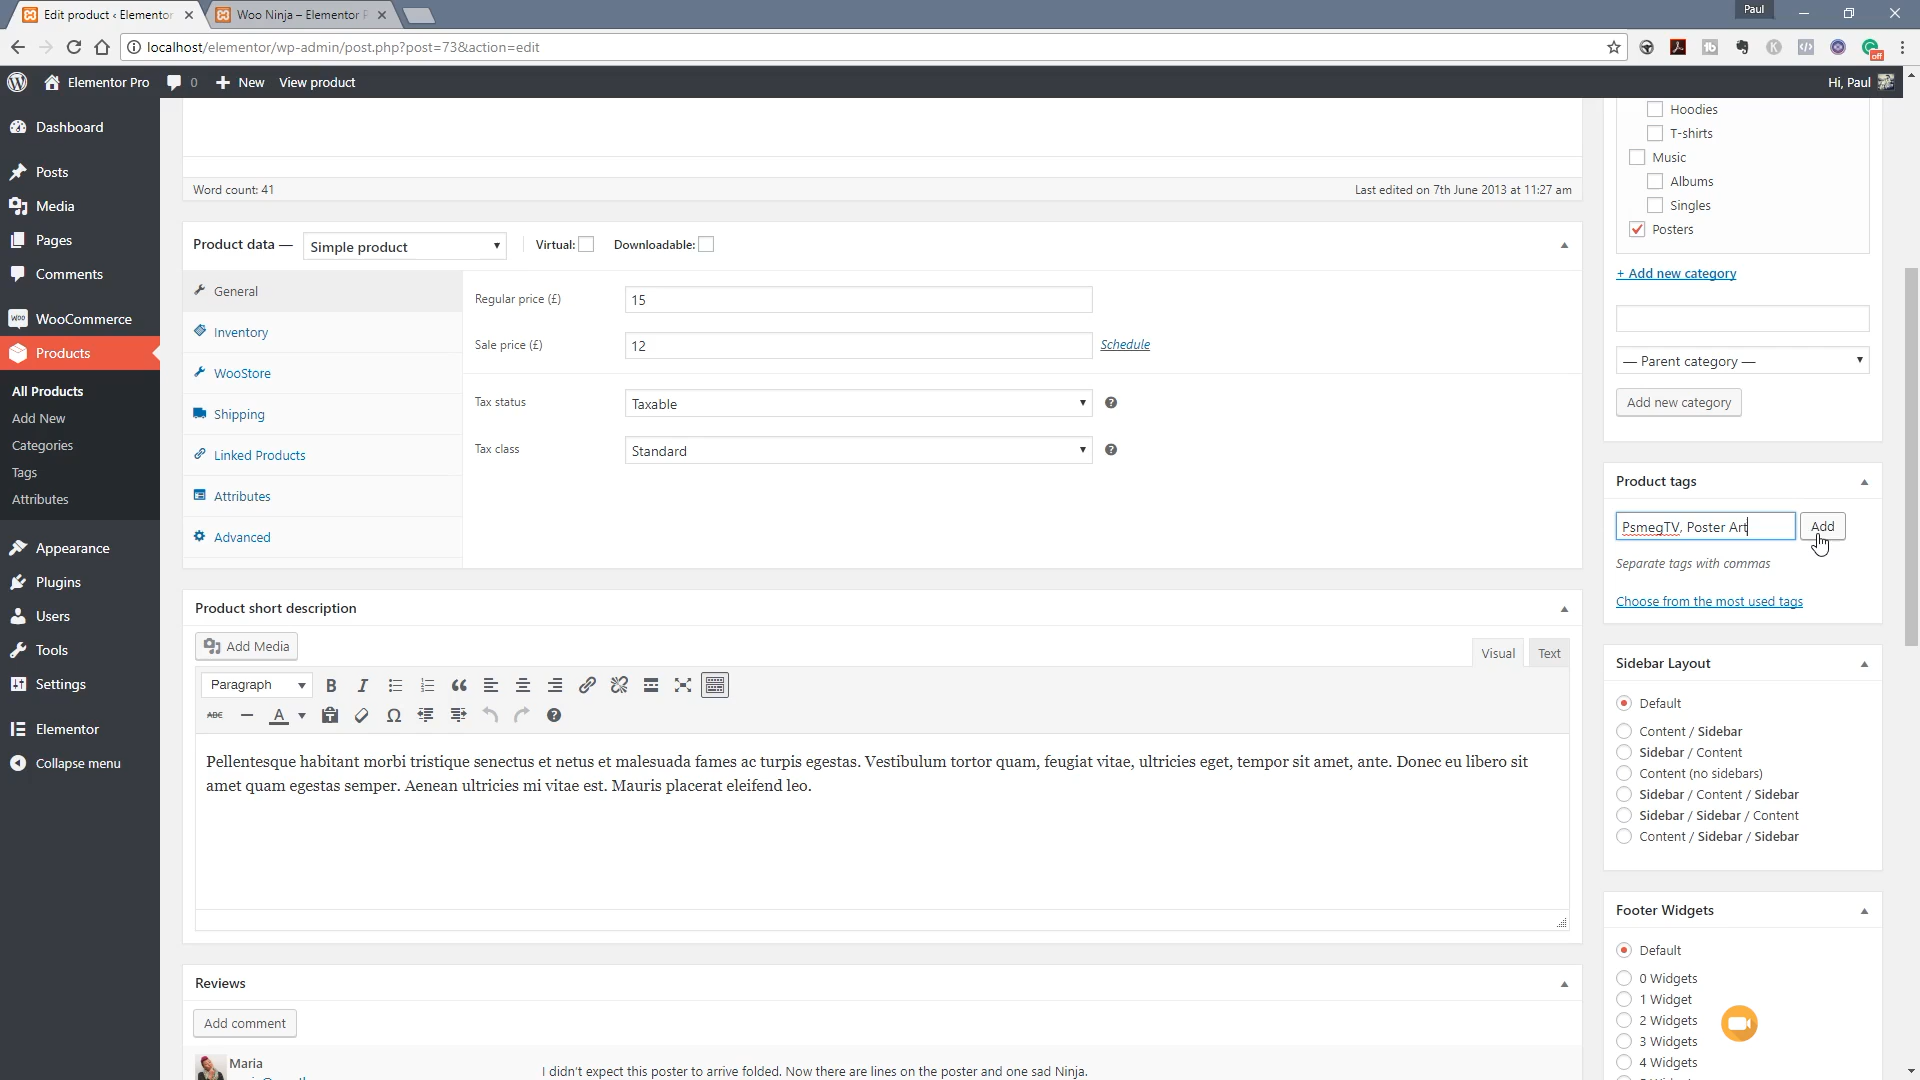 Edit product ‹ Elementor
Woo Ninja – Elementor P
Paul
localhost/elementor/wp-admin/post.php?post=73&action=edit
off
Elementor Pro
0
New
View product
Hi, Paul
Dashboard
Posts
Media
Pages
Comments
WooCommerce
Products
All Products
Add New
Categories
Tags
Attributes
Appearance
Plugins
Users
Tools
Settings
Elementor
Collapse menu
Word count: 41
Last edited on 7th June 2013 at 11:27 am
Product data —
Simple product
Virtual:
Downloadable:
General
Inventory
WooStore
Shipping
Linked Products
Attributes
Advanced
Regular price (£)
15
Sale price (£)
12
Schedule
Tax status
Taxable
Tax class
Standard
Product short description
Add Media
Visual
Text
Paragraph
Pellentesque habitant morbi tristique senectus et netus et malesuada fames ac turpis egestas. Vestibulum tortor quam, feugiat vitae, ultricies eget, tempor sit amet, ante. Donec eu libero sit
amet quam egestas semper. Aenean ultricies mi vitae est. Mauris placerat eleifend leo.
Reviews
Add comment
Maria
I didn't expect this poster to arrive folded. Now there are lines on the poster and one sad Ninja.
Hoodies
T-shirts
Music
Albums
Singles
Posters
+ Add new category
— Parent category —
Add new category
Product tags
PsmegTV, Poster Art
Add
Separate tags with commas
Choose from the most used tags
Sidebar Layout
Default
Content / Sidebar
Sidebar / Content
Content (no sidebars)
Sidebar / Content / Sidebar
Sidebar / Sidebar / Content
Content / Sidebar / Sidebar
Footer Widgets
Default
0 Widgets
1 Widget
2 Widgets
3 Widgets
4 Widgets